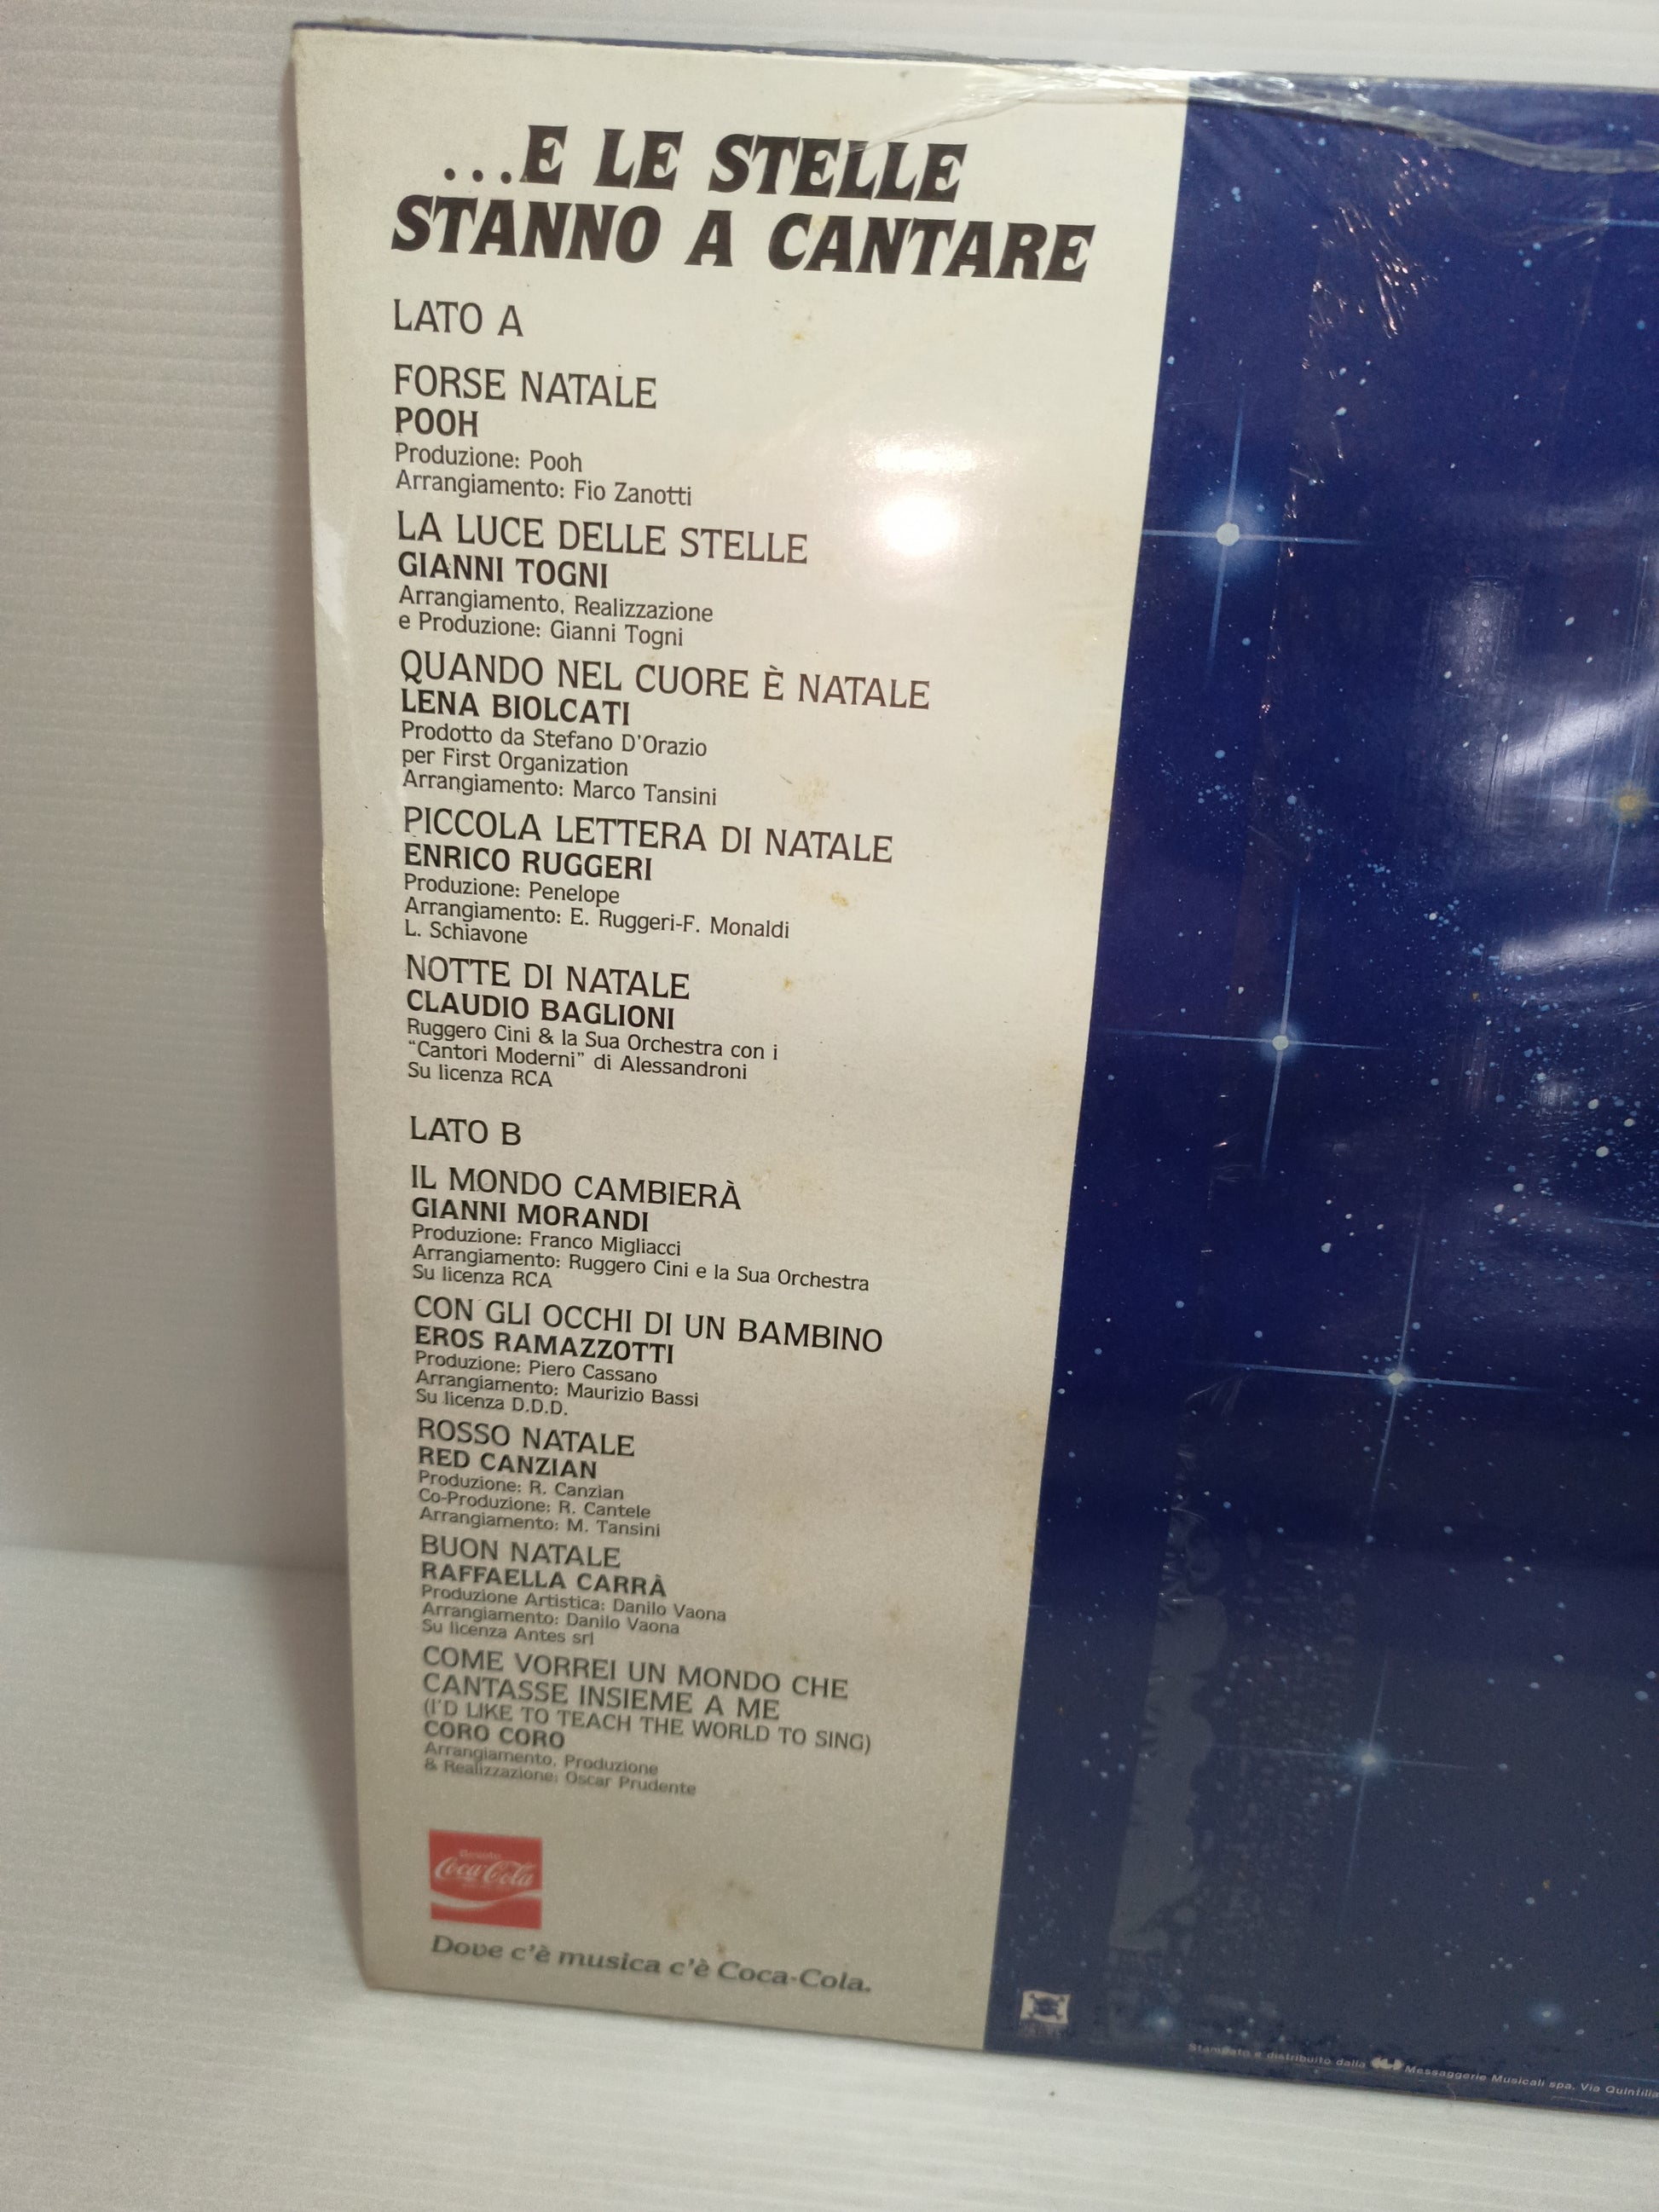 ...E LE STELLE
STANNO A CANTARE
LATO A
FORSE NATALE
POOH
Produzione: Pooh
Arrangiamento: Fio Zanotti
LA LUCE DELLE STELLE
GIANNI TOGNI
Arrangiamento, Realizzazione
e Produzione: Gianni Togni
QUANDO NEL CUORE È NATALE
LENA BIOLCATI
Prodotto da Stefano D'Orazio
per First Organization
Arrangiamento: Marco Tansini
PICCOLA LETTERA DI NATALE
ENRICO RUGGERI
Produzione: Penelope
Arrangiamento: E. Ruggeri-F. Monaldi
L. Schiavone
NOTTE DI NATALE
CLAUDIO BAGLIONI
Ruggero Cini & la Sua Orchestra con i
"Cantori Moderni" di Alessandroni
Su licenza RCA
LATO B
IL MONDO CAMBIERÀ
GIANNI MORANDI
Produzione: Franco Migliacci
Arrangiamento: Ruggero Cini e la Sua Orchestra
Su licenza RCA
CON GLI OCCHI DI UN BAMBINO
EROS RAMAZZOTTI
Produzione: Piero Cassano
Arrangiamento: Maurizio Bassi
Su licenza D.D.D.
ROSSO NATALE
RED CANZIAN
Produzione: R. Canzian
Co-Produzione: R. Cantele
Arrangiamento: M. Tansini
BUON NATALE
RAFFAELLA CARRÀ
Produzione Artistica: Danilo Vaona
Arrangiamento: Danilo Vaona
Su licenza Antes srl
COME VORREI UN MONDO CHE
CANTASSE INSIEME A ME
(I'D LIKE TO TEACH THE WORLD TO SING)
CORO CORO
Arrangiamento, Produzione
& Realizzazione: Oscar Prudente
Coca-Cola
Dove c'è musica c'è Coca-Cola.
Stampato e distribuito dalla Messaggerie Musicali spa, Via